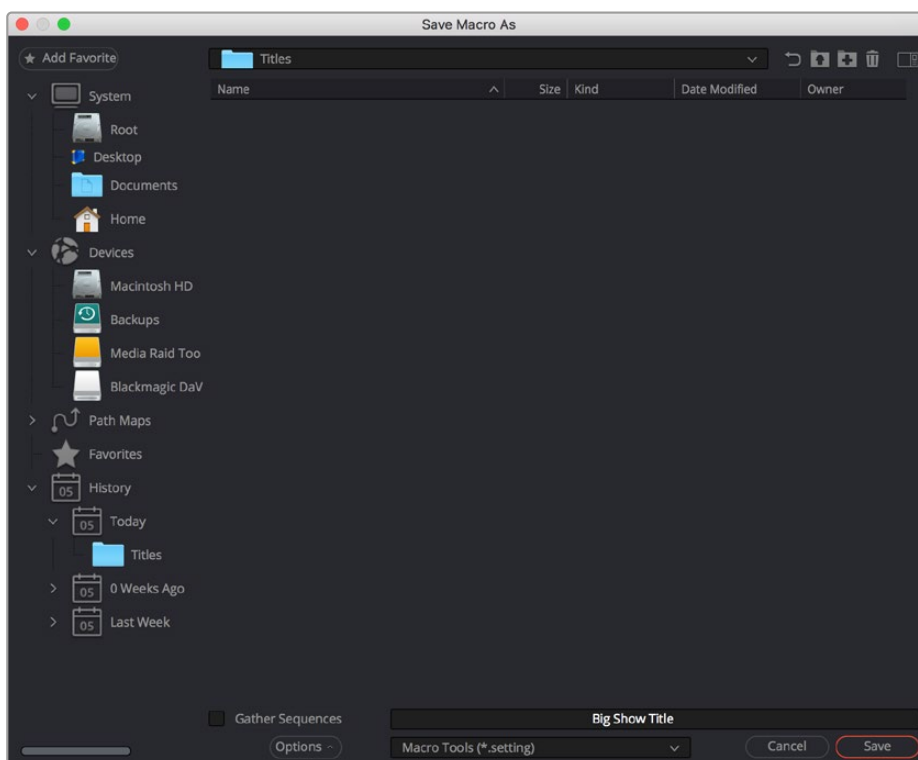 Save Macro As
Add Favorite
Titles
Name Size Kind Date Modified Owner
System
Root
Desktop
Documents
Home
Devices
Macintosh HD
Backups
Media Raid Too
Blackmagic DaV
Path Maps
Favorites
05 History
05 Today
Titles
05 0 Weeks Ago
05 Last Week
Gather Sequences Big Show Title
Options Macro Tools (*.setting) Cancel Save